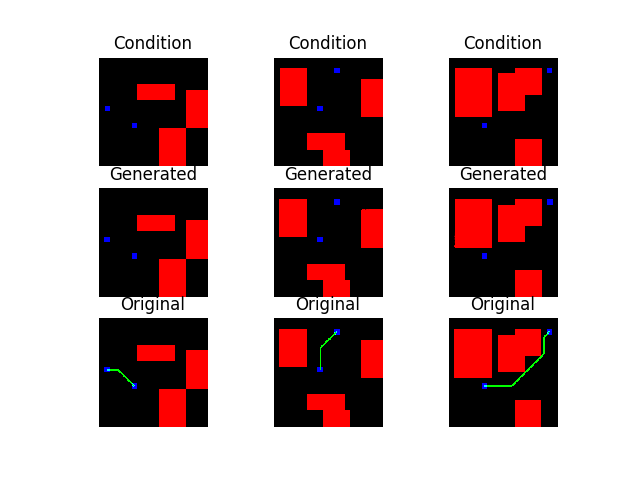 Condition Condition Condition
Generated Generated Generated
Original Original Original